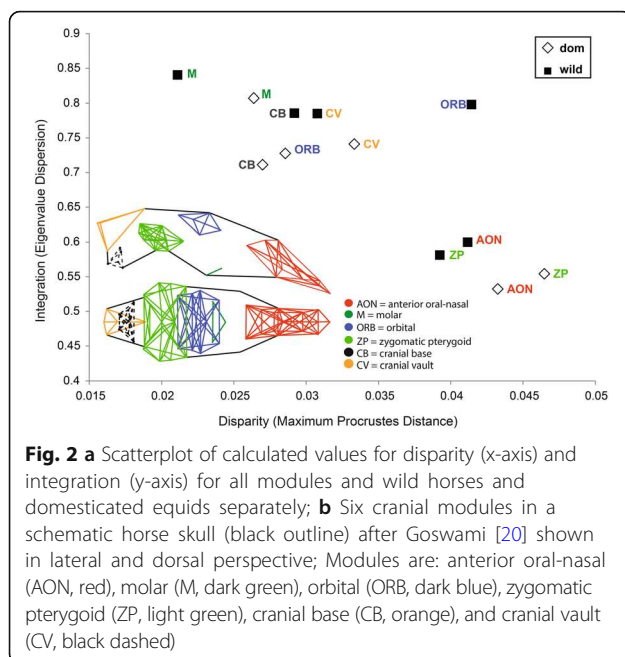 0.9
0.85
0.8
0.75
0.7
0.65
0.6
0.55
0.5
0.45
0.4
Integration (Eigenvalue Dispersion)
dom
wild
M
M
CB
CV
ORB
CV
ORB
CB
AON
ZP
ZP
AON
AON = anterior oral-nasal
M = molar
ORB = orbital
ZP = zygomatic pterygoid
CB = cranial base
CV = cranial vault
0.015 0.02 0.025 0.03 0.035 0.04 0.045 0.05
Disparity (Maximum Procrustes Distance)
Fig. 2 a Scatterplot of calculated values for disparity (x-axis) and
integration (y-axis) for all modules and wild horses and
domesticated equids separately; b Six cranial modules in a
schematic horse skull (black outline) after Goswami [20] shown
in lateral and dorsal perspective; Modules are: anterior oral-nasal
(AON, red), molar (M, dark green), orbital (ORB, dark blue), zygomatic
pterygoid (ZP, light green), cranial base (CB, orange), and cranial vault
(CV, black dashed)